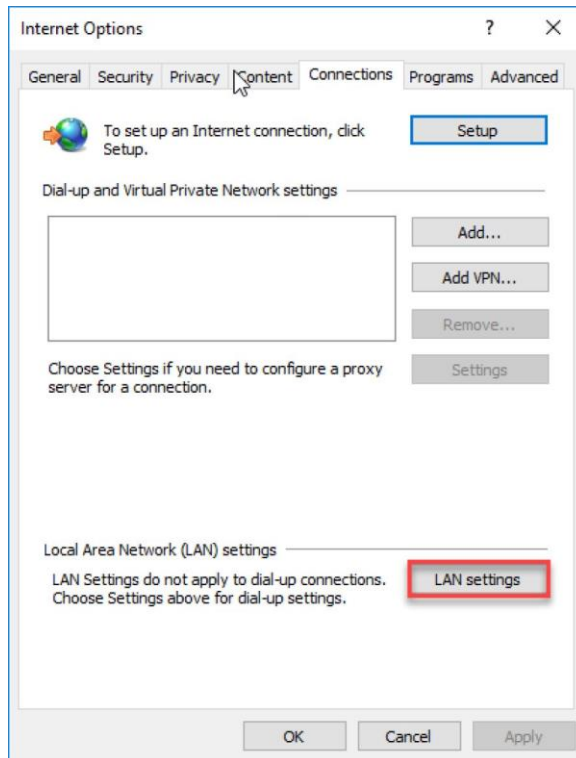 Internet Options ? ×
General Security Privacy Content Connections Programs Advanced
To set up an Internet connection, click
Setup.
Setup
Dial-up and Virtual Private Network settings
Add...
Add VPN...
Remove...
Choose Settings if you need to configure a proxy
server for a connection.
Settings
Local Area Network (LAN) settings
LAN Settings do not apply to dial-up connections.
Choose Settings above for dial-up settings.
LAN settings
OK Cancel Apply